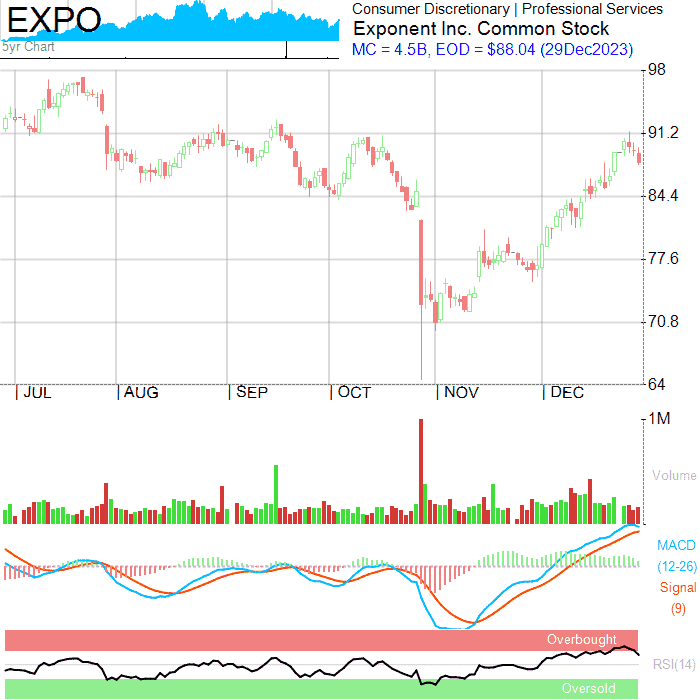 EXPO
5yr Chart
Consumer Discretionary | Professional Services
Exponent Inc. Common Stock
MC = 4.5B, EOD = $88.04 (29Dec2023)
98
91.2
84.4
77.6
70.8
64
|JUL |AUG |SEP |OCT |NOV |DEC
1M
Volume
MACD
(12-26)
Signal
(9)
Overbought
RSI(14)
Oversold